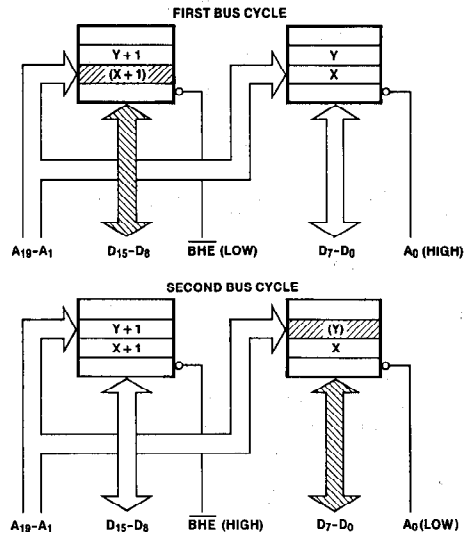 FIRST BUS CYCLE
Y + 1
(X + 1)
Y
X
A19-A1
D15-D8
BHE (LOW)
D7-D0
A0 (HIGH)
SECOND BUS CYCLE
Y + 1
X + 1
(Y)
X
A19-A1
D15-D8
BHE (HIGH)
D7-D0
A0 (LOW)